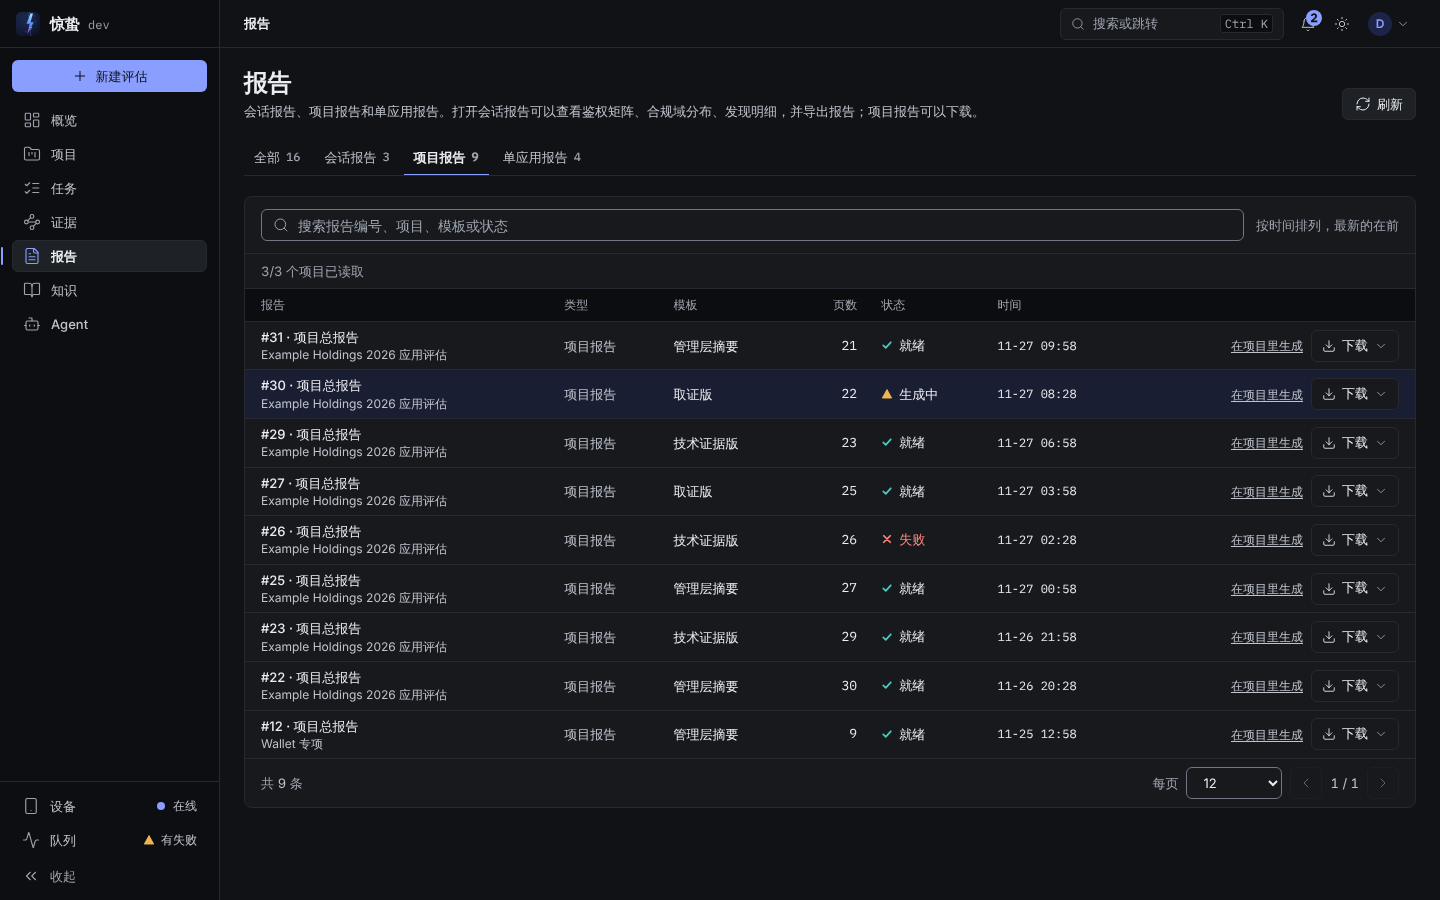 惊蛰 dev
报告
搜索或跳转 Ctrl K
2
D
新建评估
概览
项目
任务
证据
报告
知识
Agent
设备 在线
队列 有失败
收起
报告
会话报告、项目报告和单应用报告。打开会话报告可以查看鉴权矩阵、合规域分布、发现明细，并导出报告；项目报告可以下载。
刷新
全部 16 会话报告 3 项目报告 9 单应用报告 4
搜索报告编号、项目、模板或状态
按时间排列，最新的在前
3/3 个项目已读取
报告 类型 模板 页数 状态 时间
#31 · 项目总报告
Example Holdings 2026 应用评估
项目报告 管理层摘要 21 就绪 11-27 09:58 在项目里生成 下载
#30 · 项目总报告
Example Holdings 2026 应用评估
项目报告 取证版 22 生成中 11-27 08:28 在项目里生成 下载
#29 · 项目总报告
Example Holdings 2026 应用评估
项目报告 技术证据版 23 就绪 11-27 06:58 在项目里生成 下载
#27 · 项目总报告
Example Holdings 2026 应用评估
项目报告 取证版 25 就绪 11-27 03:58 在项目里生成 下载
#26 · 项目总报告
Example Holdings 2026 应用评估
项目报告 技术证据版 26 失败 11-27 02:28 在项目里生成 下载
#25 · 项目总报告
Example Holdings 2026 应用评估
项目报告 管理层摘要 27 就绪 11-27 00:58 在项目里生成 下载
#23 · 项目总报告
Example Holdings 2026 应用评估
项目报告 技术证据版 29 就绪 11-26 21:58 在项目里生成 下载
#22 · 项目总报告
Example Holdings 2026 应用评估
项目报告 管理层摘要 30 就绪 11-26 20:28 在项目里生成 下载
#12 · 项目总报告
Wallet 专项
项目报告 管理层摘要 9 就绪 11-25 12:58 在项目里生成 下载
共 9 条
每页 12 1 / 1